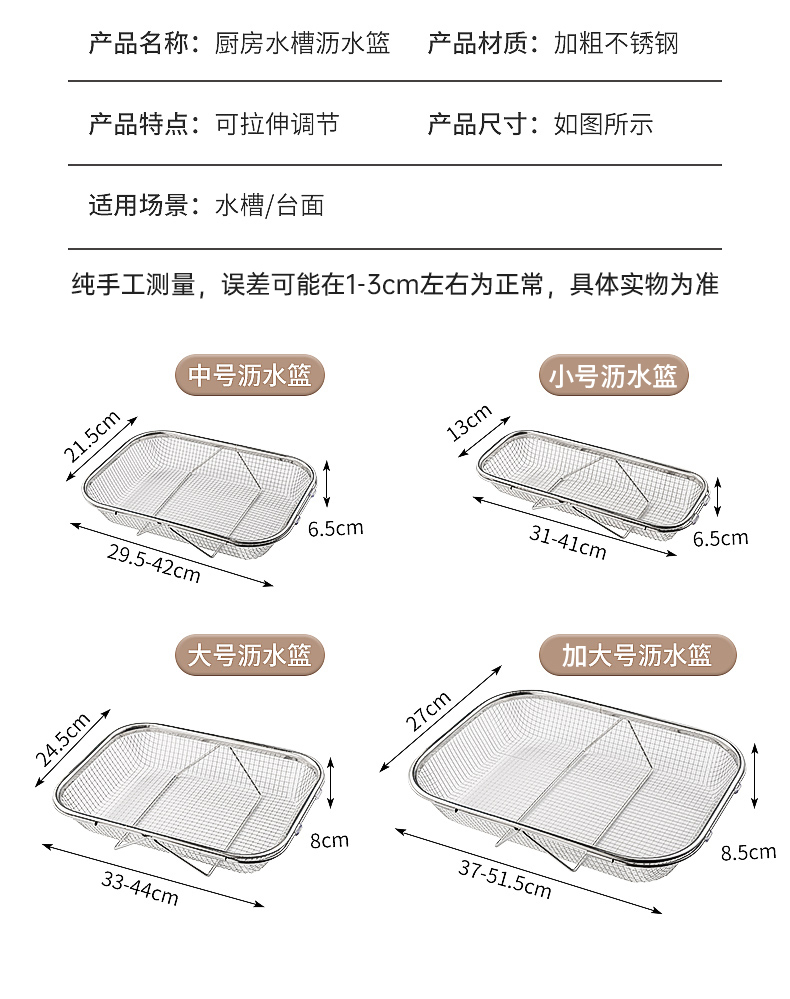 产品名称：厨房水槽沥水篮 产品材质：加粗不锈钢
产品特点：可拉伸调节 产品尺寸：如图所示
适用场景：水槽/台面
纯手工测量，误差可能在1-3cm左右为正常，具体实物为准
中号沥水篮
21.5cm
6.5cm
29.5-42cm
小号沥水篮
13cm
6.5cm
31-41cm
大号沥水篮
24.5cm
8cm
33-44cm
加大号沥水篮
27cm
8.5cm
37-51.5cm